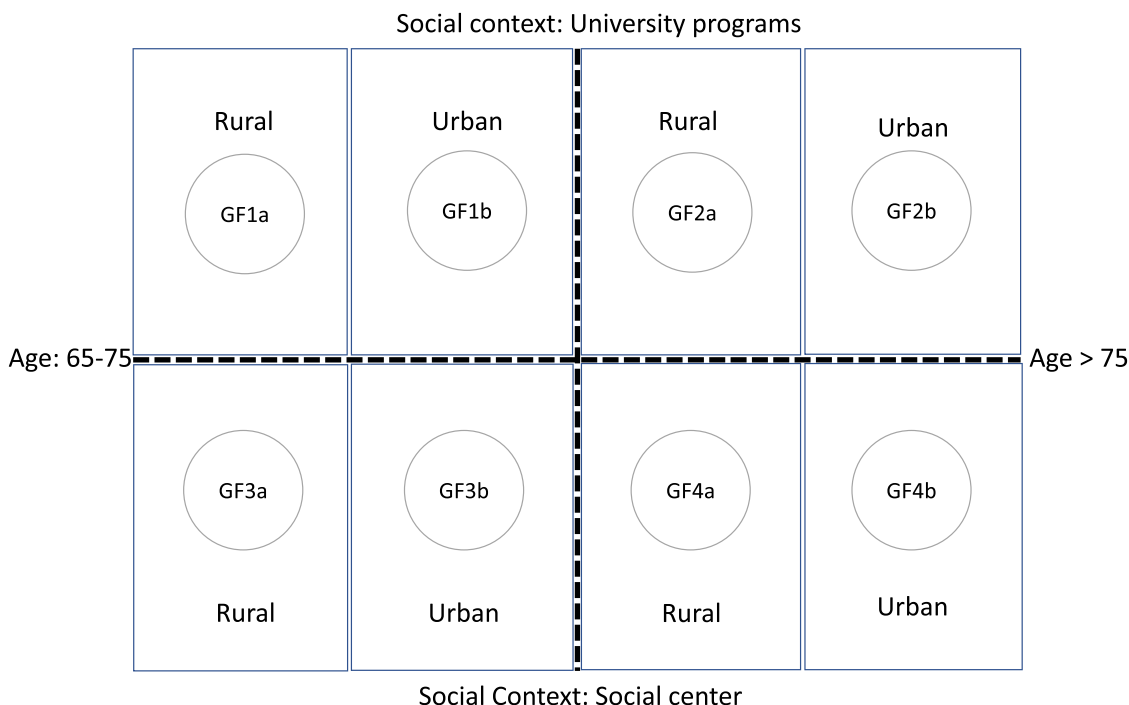 Social context: University programs
Rural
Urban
Rural
Urban
GF1a
GF1b
GF2a
GF2b
Age: 65-75
Age > 75
GF3a
GF3b
GF4a
GF4b
Rural
Urban
Rural
Urban
Social Context: Social center